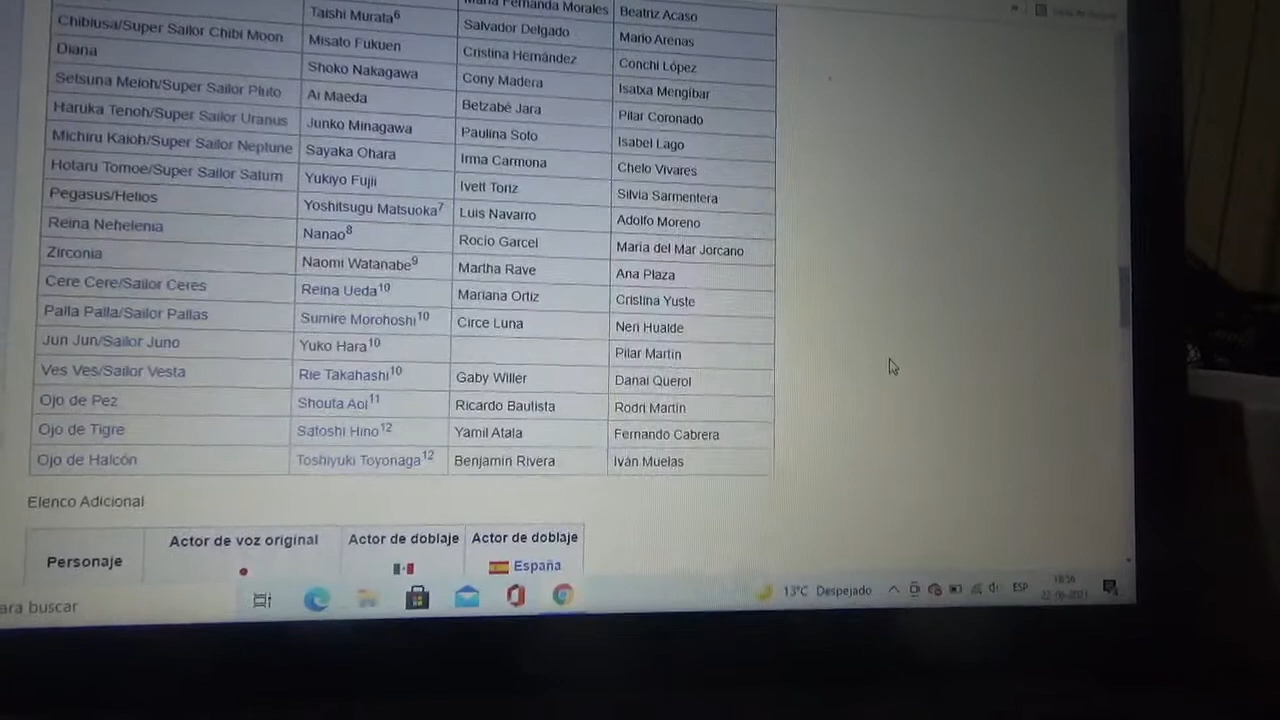 Fernanda Morales Beatriz Acaso
Taishi Murata6 Salvador Delgado Mario Arenas
Chibiusa/Super Sailor Chibi Moon Misato Fukuen Cristina Hernández Conchi López
Diana Shoko Nakagawa Cony Madera Isatxa Mengíbar
Setsuna Meioh/Super Sailor Pluto Ai Maeda Betzabé Jara Pilar Coronado
Haruka Tenoh/Super Sailor Uranus Junko Minagawa Paulina Soto Isabel Lago
Michiru Kaioh/Super Sailor Neptune Sayaka Ohara Irma Carmona Chelo Vivares
Hotaru Tomoe/Super Sailor Saturn Yukiyo Fujii Ivett Toriz Silvia Sarmentera
Pegasus/Helios Yoshitsugu Matsuoka7 Luis Navarro Adolfo Moreno
Reina Nehelenia Nanao8 Rocío Garcel María del Mar Jorcano
Zirconia Naomi Watanabe9 Martha Rave Ana Plaza
Cere Cere/Sailor Ceres Reina Ueda10 Mariana Ortiz Cristina Yuste
Palla Palla/Sailor Pallas Sumire Morohoshi10 Circe Luna Neri Hualde
Jun Jun/Sailor Juno Yuko Hara10 Pilar Martín
Ves Ves/Sailor Vesta Rie Takahashi10 Gaby Willer Danai Querol
Ojo de Pez Shouta Aoi11 Ricardo Bautista Rodri Martín
Ojo de Tigre Satoshi Hino12 Yamil Atala Fernando Cabrera
Ojo de Halcón Toshiyuki Toyonaga12 Benjamín Rivera Iván Muelas
Elenco Adicional
Personaje Actor de voz original Actor de doblaje Actor de doblaje
España
ara buscar 13°C Despejado ESP